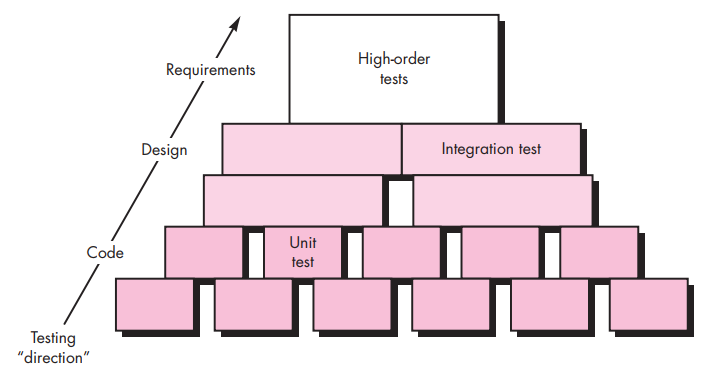 High-order
tests
Requirements
Design
Integration test
Code
Unit
test
Testing
“direction”